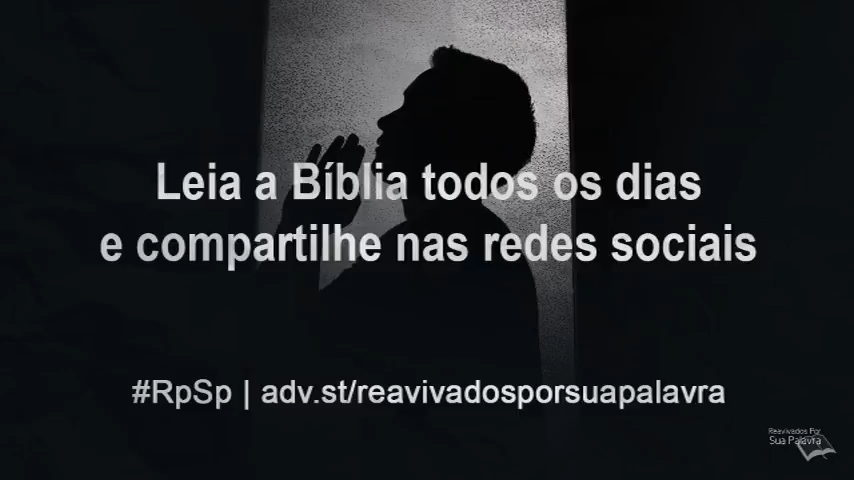 Leia a Bíblia todos os dias
e compartilhe nas redes sociais
#RpSp | adv.st/reavivadosporsuapalavra
Reavivados Por
Sua Palavra